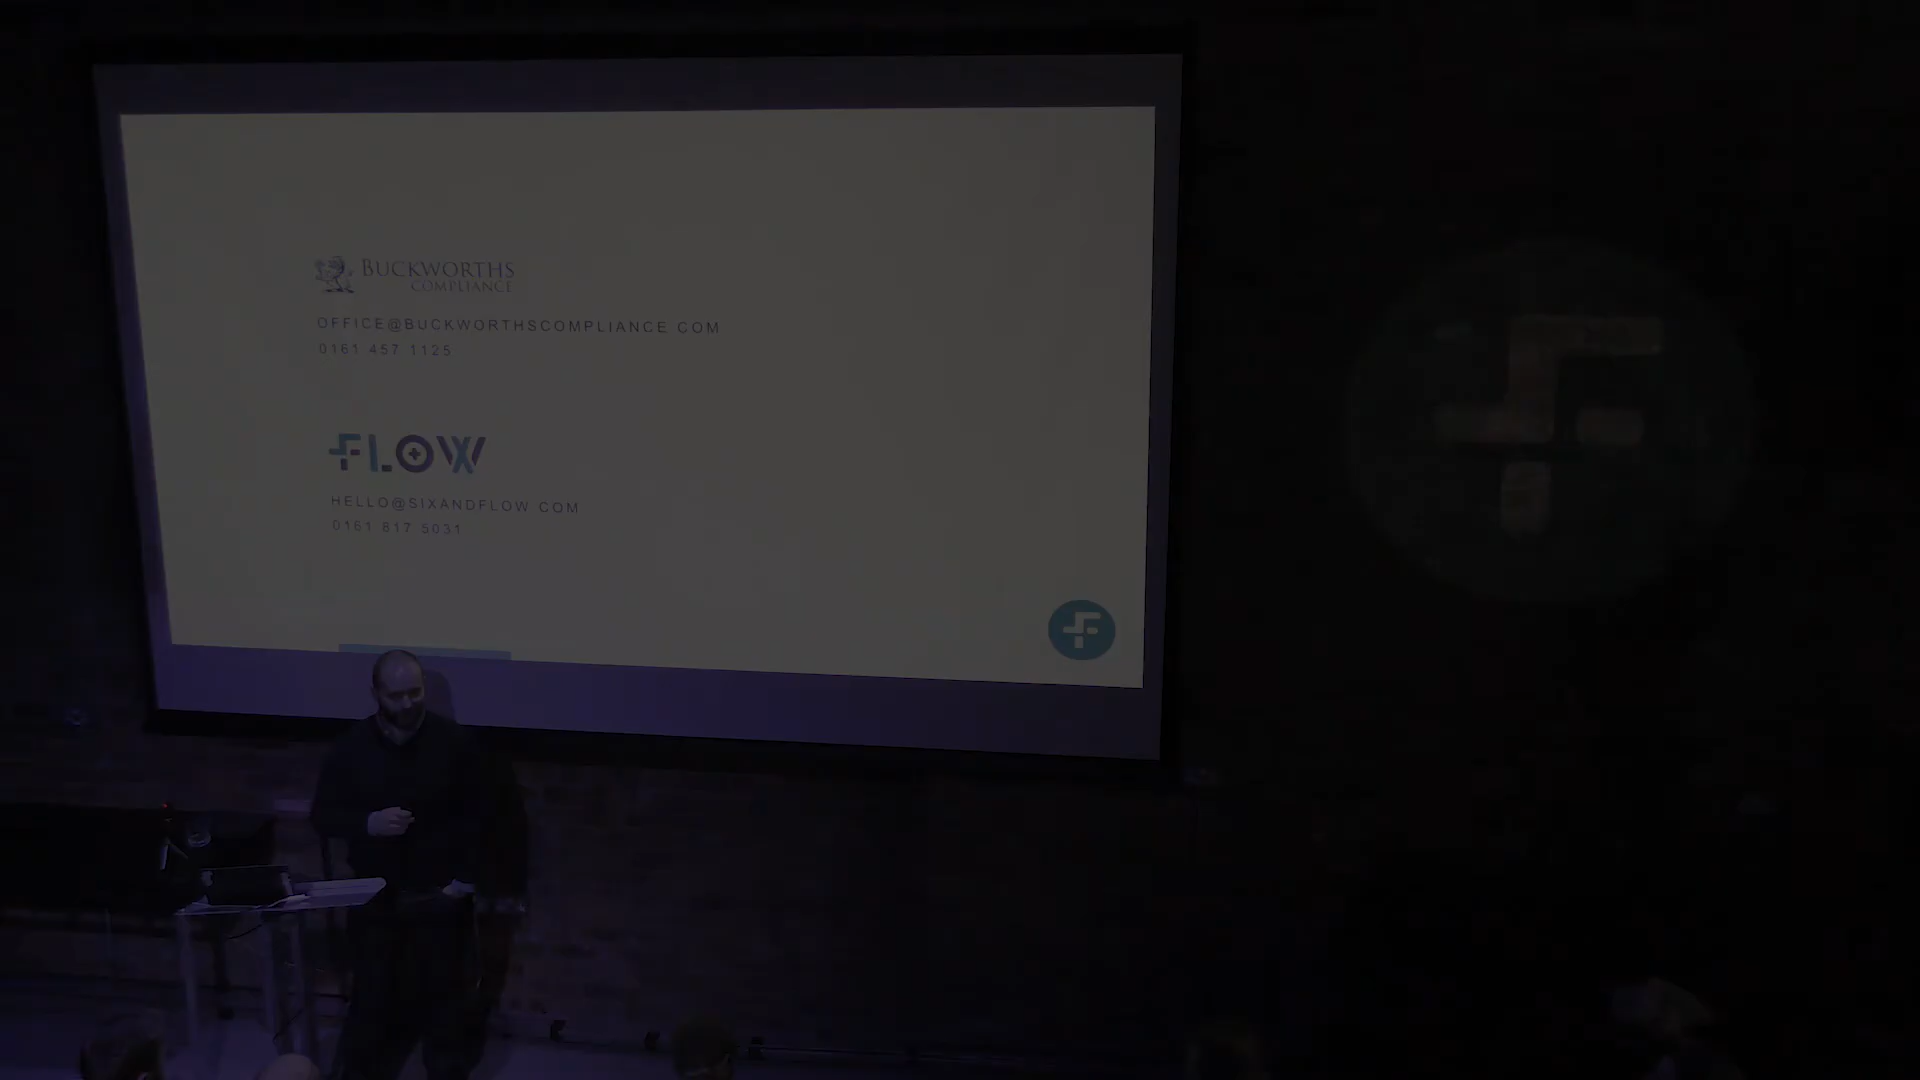 BUCKWORTHS
COMPLIANCE
OFFICE@BUCKWORTHSCOMPLIANCE.COM
0161 457 1125
FLOW
HELLO@SIXANDFLOW.COM
0161 817 5031